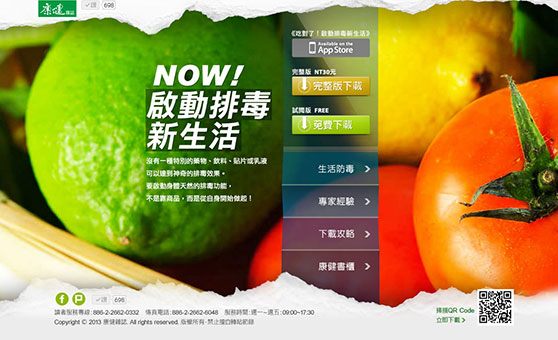 康健 雜誌
讚 698
NOW!
啟動排毒
新生活
沒有一種特別的藥物、飲料、貼片或乳液
可以達到神奇的排毒效果。
要啟動身體天然的排毒功能，
不是靠商品，而是從自身開始做起！
《吃對了！啟動排毒新生活》
Available on the
App Store
完整版 NT30元
完整版下載
試閱版 FREE
免費下載
生活防毒
專家經驗
下載攻略
康健書櫃
讚 698
讀者服務專線: 886-2-2662-0332 傳真電話: 886-2-2662-6048 服務時間: 週一~週五: 09:00~17:30
Copyright © 2013 康健雜誌. All rights reserved. 版權所有‧禁止擅自轉貼節錄
掃描QR Code
立即下載 >